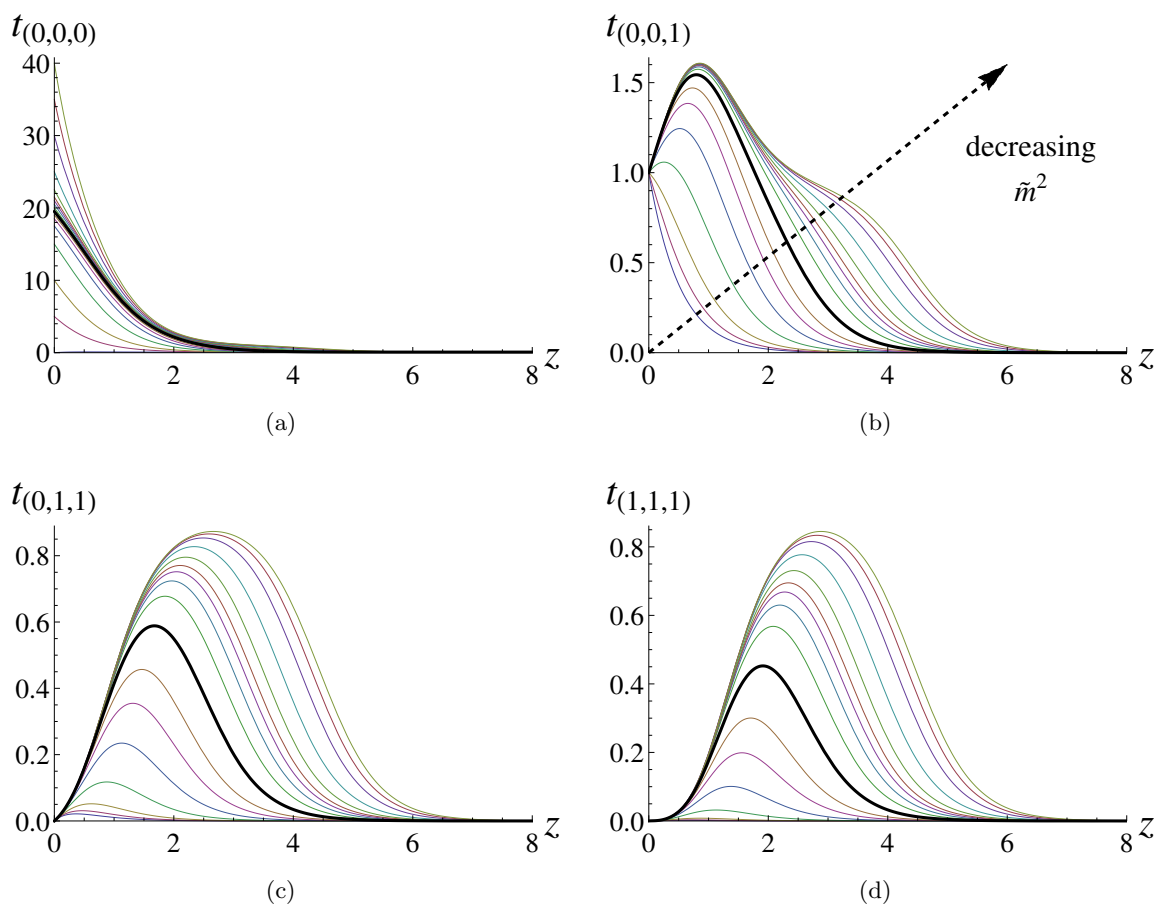 t(0,0,0)
40
30
20
10
0
0 2 4 6 8 z
(a)
t(0,0,1)
1.5
1.0
0.5
0.0
0 2 4 6 8 z
decreasing
m̃²
(b)
t(0,1,1)
0.8
0.6
0.4
0.2
0.0
0 2 4 6 8 z
(c)
t(1,1,1)
0.8
0.6
0.4
0.2
0.0
0 2 4 6 8 z
(d)